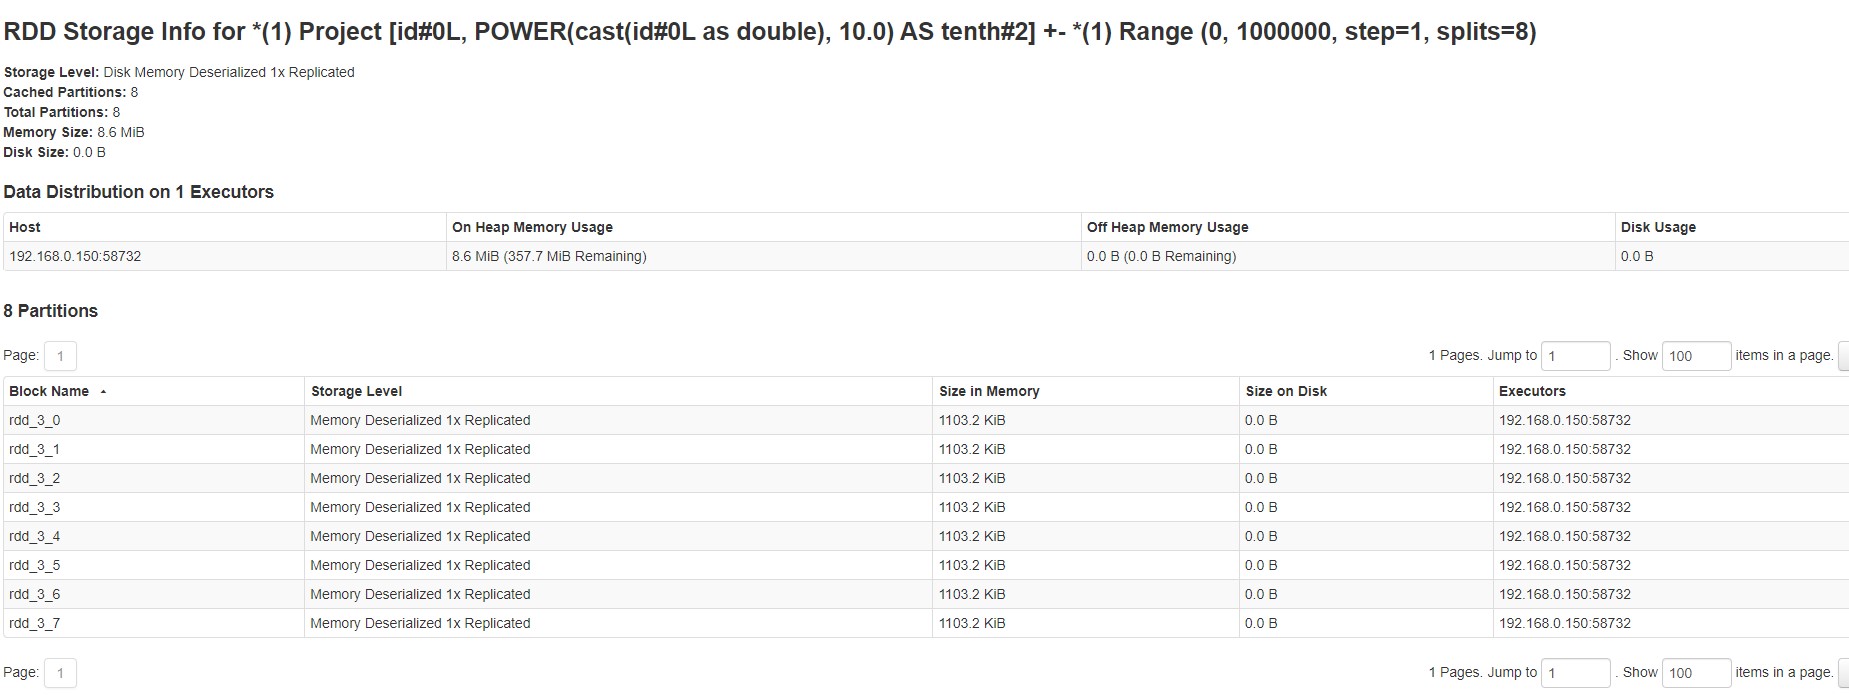 RDD Storage Info for *(1) Project [id#0L, POWER(cast(id#0L as double), 10.0) AS tenth#2] +- *(1) Range (0, 1000000, step=1, splits=8)
Storage Level: Disk Memory Deserialized 1x Replicated
Cached Partitions: 8
Total Partitions: 8
Memory Size: 8.6 MiB
Disk Size: 0.0 B
Data Distribution on 1 Executors
Host On Heap Memory Usage Off Heap Memory Usage Disk Usage
192.168.0.150:58732 8.6 MiB (357.7 MiB Remaining) 0.0 B (0.0 B Remaining) 0.0 B
8 Partitions
Page: 1 1 Pages. Jump to 1 . Show 100 items in a page.
Block Name Storage Level Size in Memory Size on Disk Executors
rdd_3_0 Memory Deserialized 1x Replicated 1103.2 KiB 0.0 B 192.168.0.150:58732
rdd_3_1 Memory Deserialized 1x Replicated 1103.2 KiB 0.0 B 192.168.0.150:58732
rdd_3_2 Memory Deserialized 1x Replicated 1103.2 KiB 0.0 B 192.168.0.150:58732
rdd_3_3 Memory Deserialized 1x Replicated 1103.2 KiB 0.0 B 192.168.0.150:58732
rdd_3_4 Memory Deserialized 1x Replicated 1103.2 KiB 0.0 B 192.168.0.150:58732
rdd_3_5 Memory Deserialized 1x Replicated 1103.2 KiB 0.0 B 192.168.0.150:58732
rdd_3_6 Memory Deserialized 1x Replicated 1103.2 KiB 0.0 B 192.168.0.150:58732
rdd_3_7 Memory Deserialized 1x Replicated 1103.2 KiB 0.0 B 192.168.0.150:58732
Page: 1 1 Pages. Jump to 1 . Show 100 items in a page.